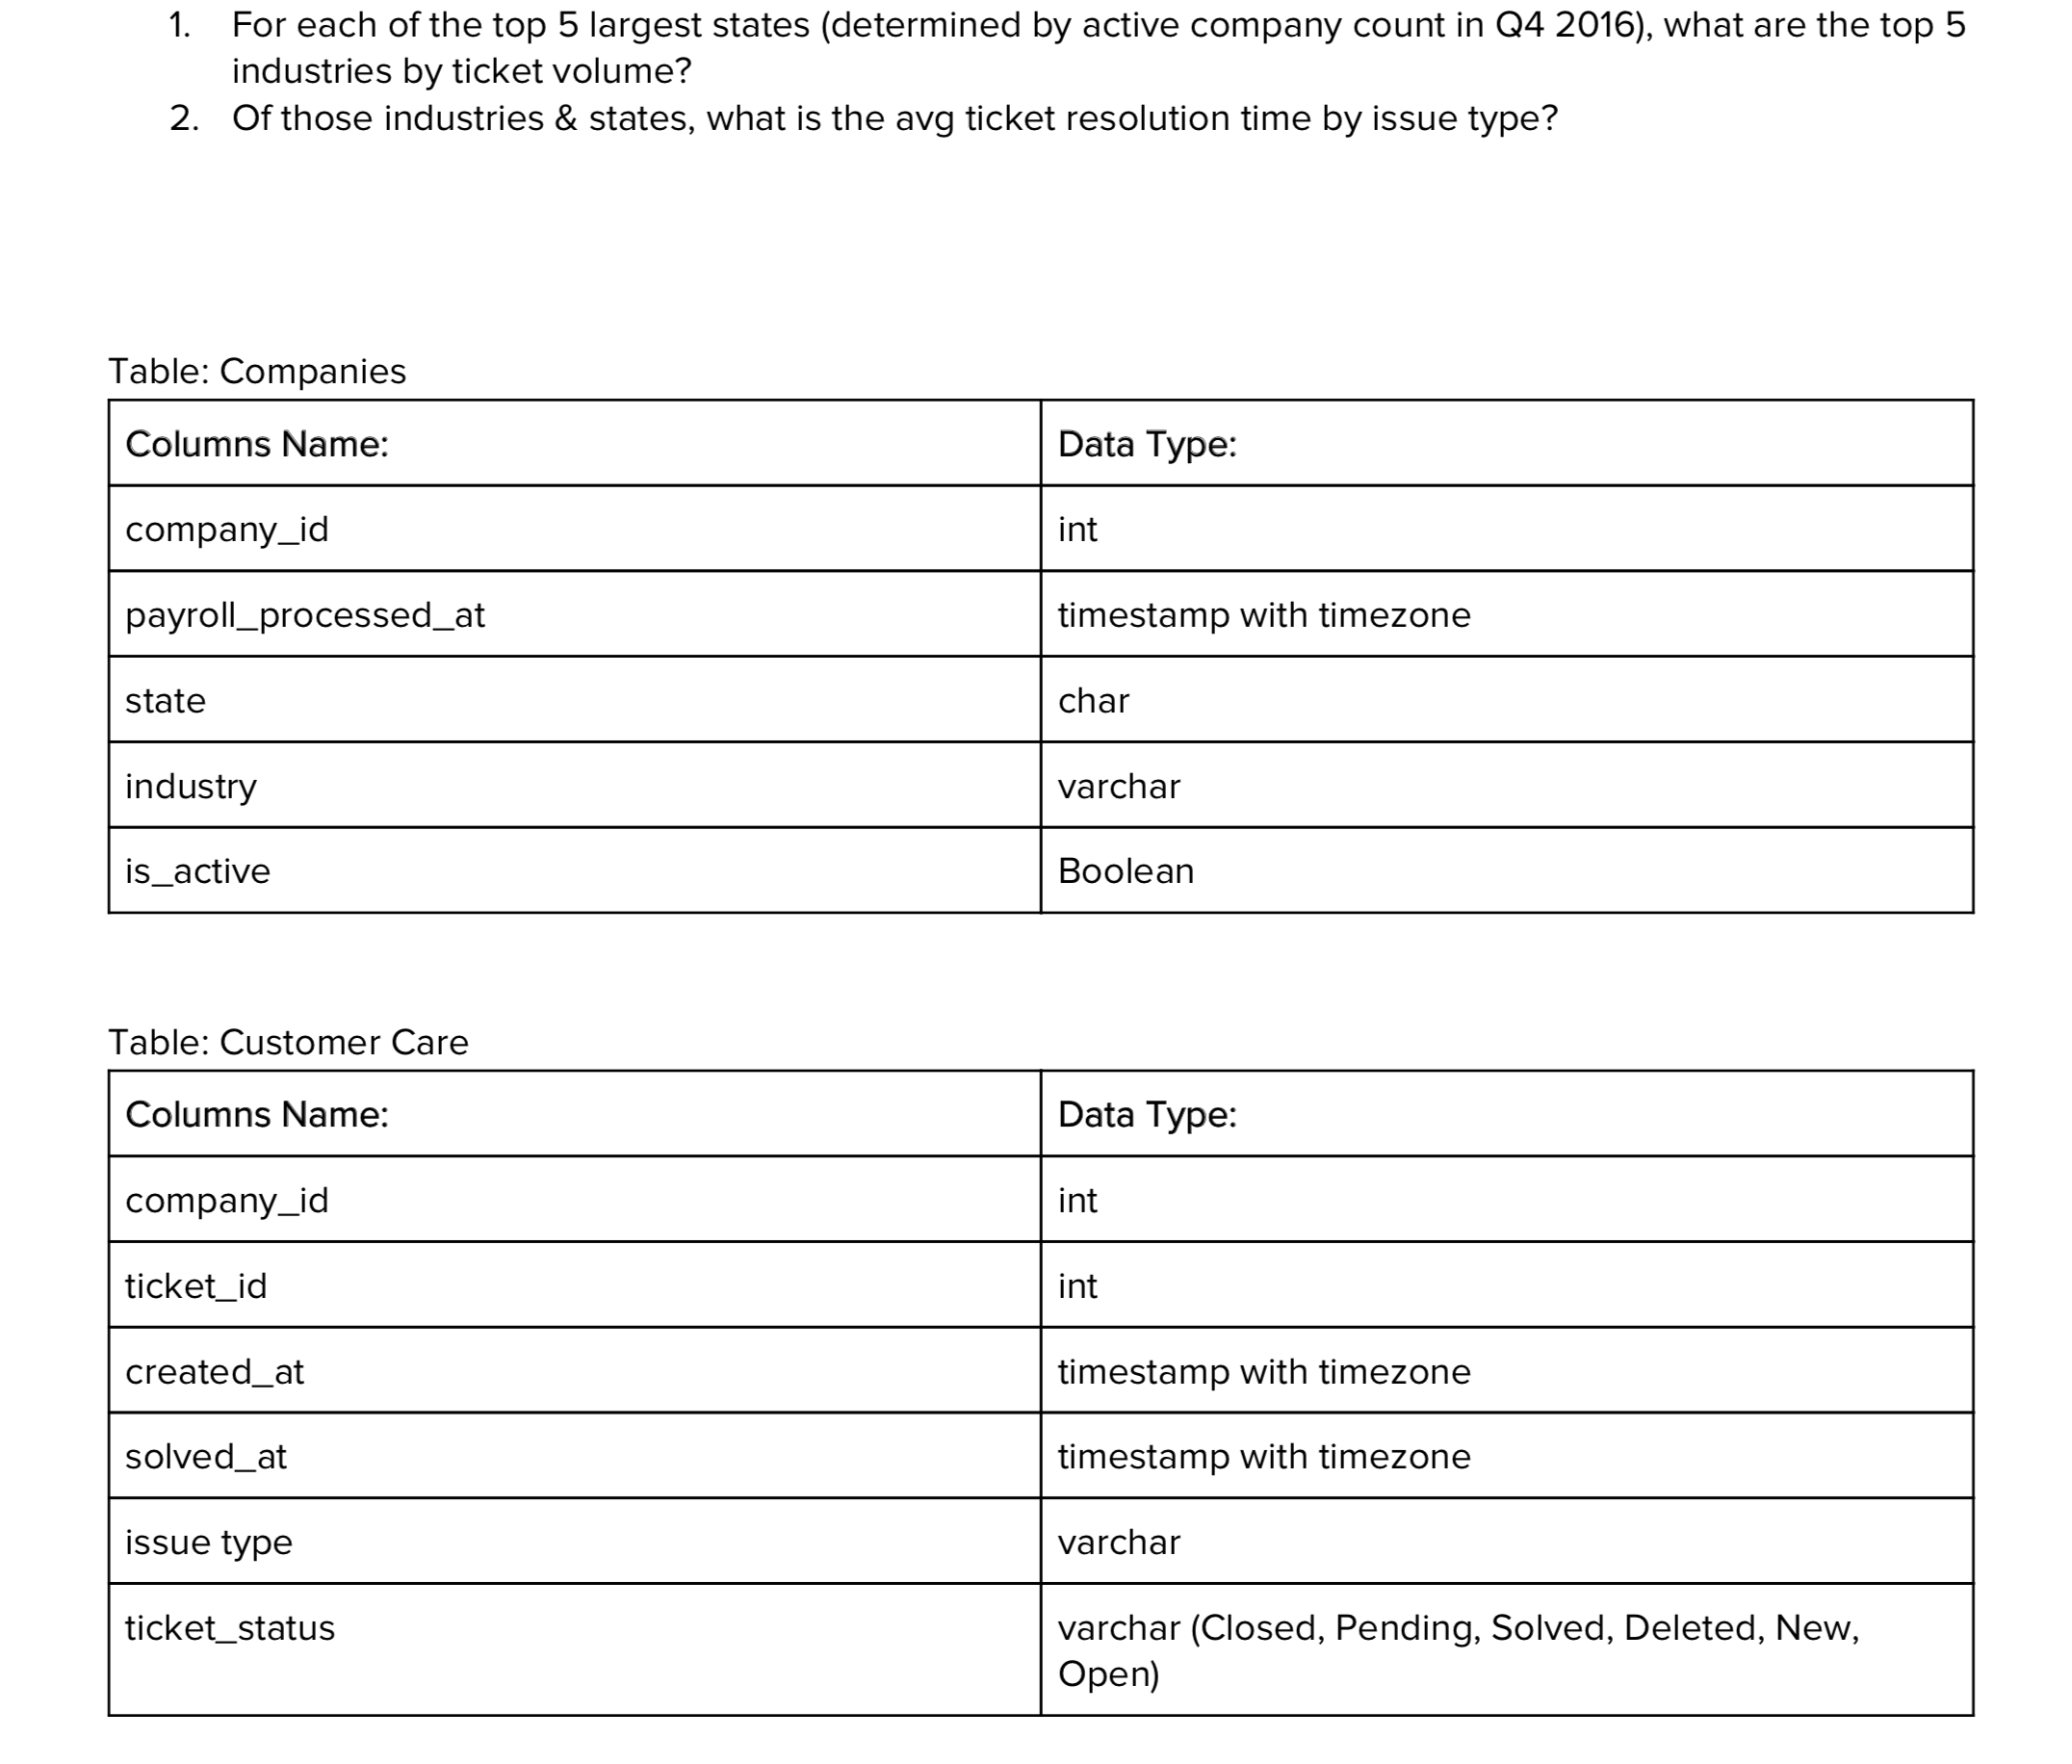 1. For each of the top 5 largest states (determined by active company count in Q4 2016), what are the top 5
industries by ticket volume?
2. Of those industries & states, what is the avg ticket resolution time by issue type?
Table: Companies
Columns Name: Data Type:
company_id int
payroll_processed_at timestamp with timezone
state char
industry varchar
is_active Boolean
Table: Customer Care
Columns Name: Data Type:
company_id int
ticket_id int
created_at timestamp with timezone
solved_at timestamp with timezone
issue type varchar
ticket_status varchar (Closed, Pending, Solved, Deleted, New,
Open)